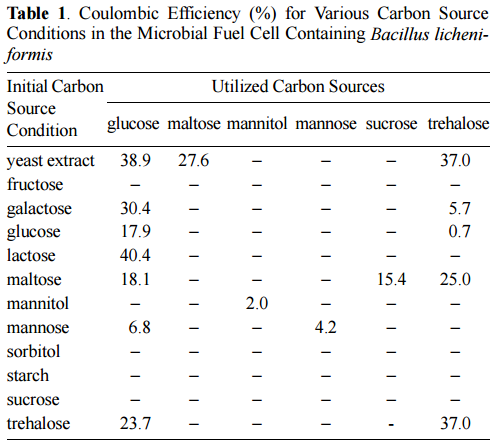 Table 1. Coulombic Efficiency (%) for Various Carbon Source
Conditions in the Microbial Fuel Cell Containing Bacillus licheni-
formis
Initial Carbon Source Condition Utilized Carbon Sources
glucose maltose mannitol mannose sucrose trehalose
yeast extract 38.9 27.6 – – – 37.0
fructose – – – – – –
galactose 30.4 – – – – 5.7
glucose 17.9 – – – – 0.7
lactose 40.4 – – – – –
maltose 18.1 – – – 15.4 25.0
mannitol – – 2.0 – – –
mannose 6.8 – – 4.2 – –
sorbitol – – – – – –
starch – – – – – –
sucrose – – – – – –
trehalose 23.7 – – – - 37.0